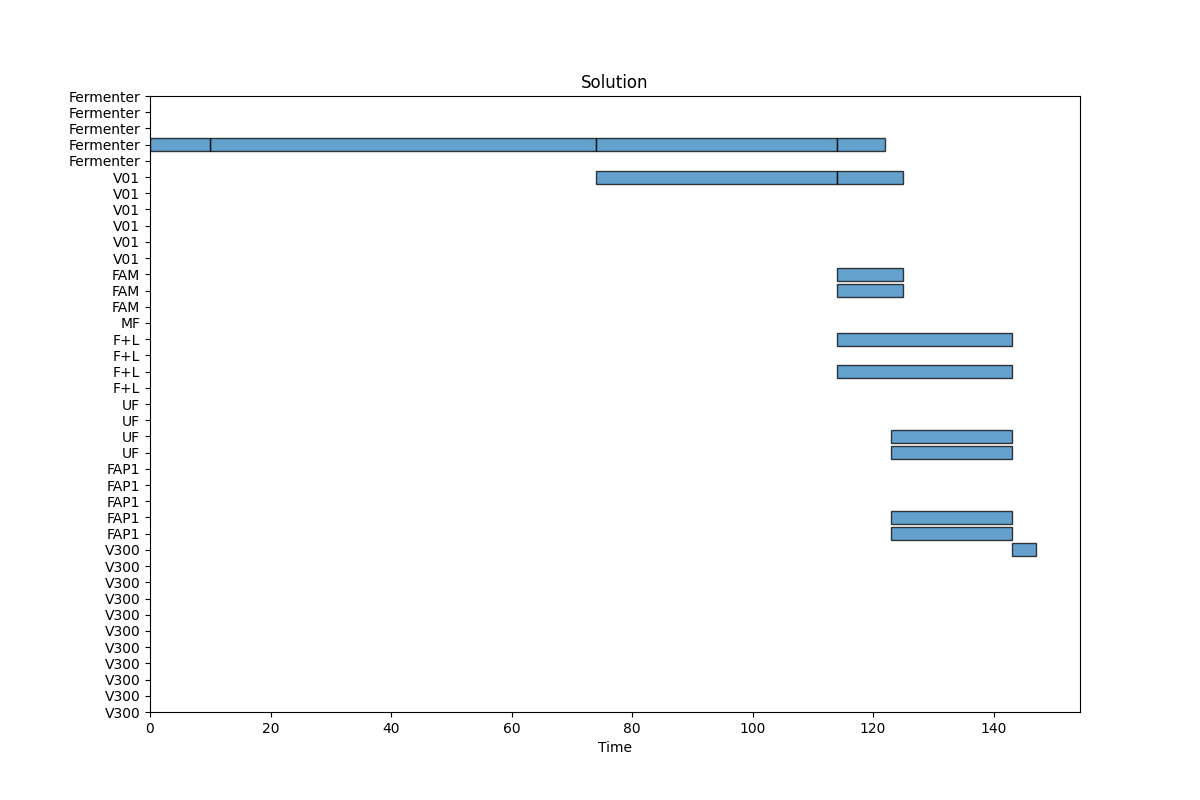 Solution
Fermenter
Fermenter
Fermenter
Fermenter
Fermenter
V01
V01
V01
V01
V01
V01
FAM
FAM
FAM
MF
F+L
F+L
F+L
F+L
UF
UF
UF
UF
FAP1
FAP1
FAP1
FAP1
FAP1
V300
V300
V300
V300
V300
V300
V300
V300
V300
V300
V300
0 20 40 60 80 100 120 140
Time